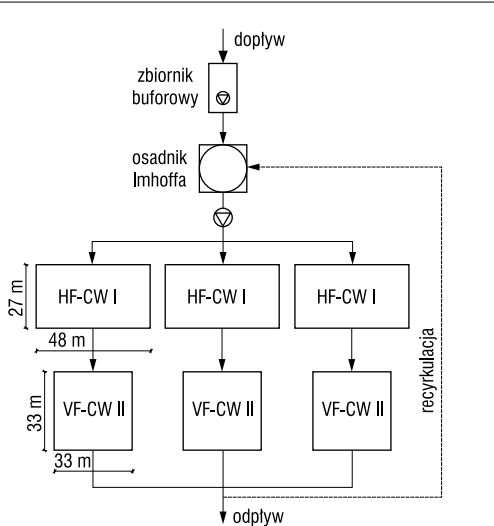 dopływ
zbiornik
buforowy
osadnik
Imhoffa
HF-CW I
HF-CW I
HF-CW I
27 m
48 m
VF-CW II
VF-CW II
VF-CW II
33 m
33 m
recyrkulacja
odpływ